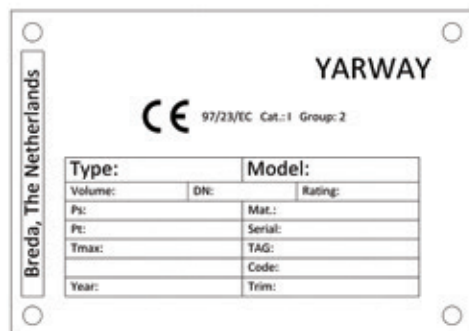 YARWAY
Breda, The Netherlands
CE 97/23/EC Cat.: I Group: 2
Type: Model:
Volume: DN: Rating:
Ps: Mat.:
Pt: Serial:
Tmax: TAG:
Code:
Year: Trim: